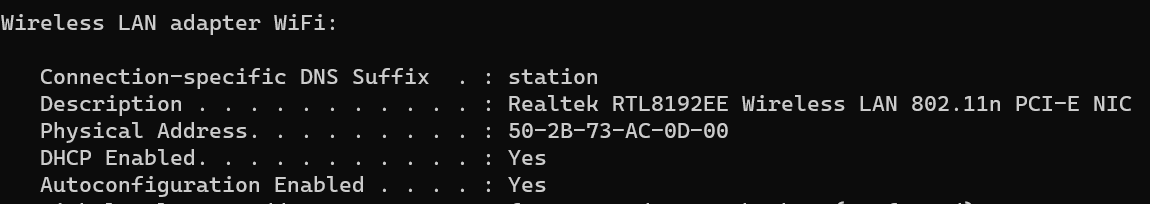 Wireless LAN adapter WiFi:
Connection-specific DNS Suffix  . : station
Description . . . . . . . . . . . : Realtek RTL8192EE Wireless LAN 802.11n PCI-E NIC
Physical Address. . . . . . . . . : 50-2B-73-AC-0D-00
DHCP Enabled. . . . . . . . . . . : Yes
Autoconfiguration Enabled . . . . : Yes